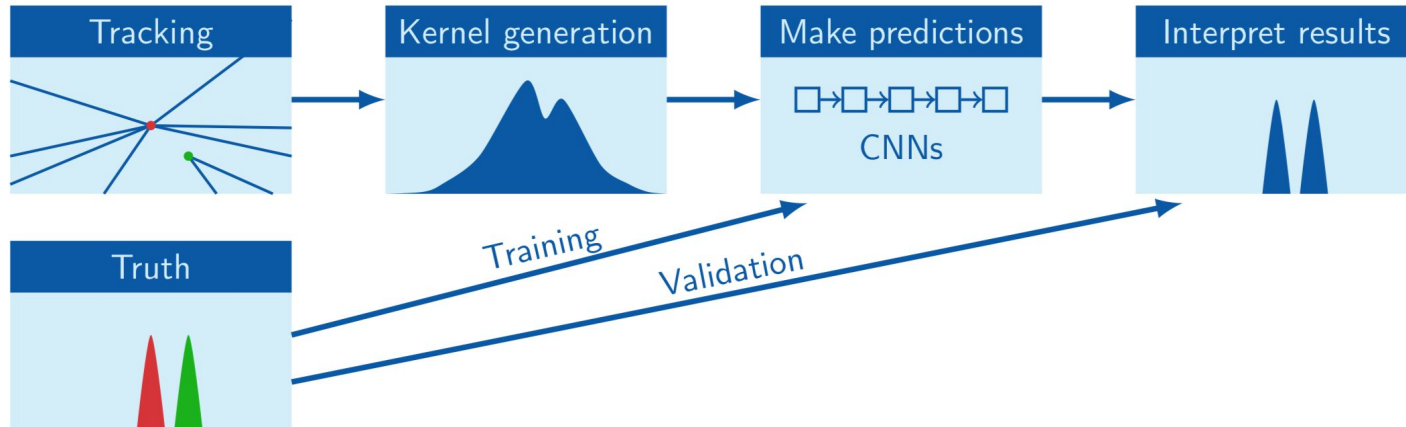 Tracking
Kernel generation
Make predictions
Interpret results
CNNs
Truth
Training
Validation